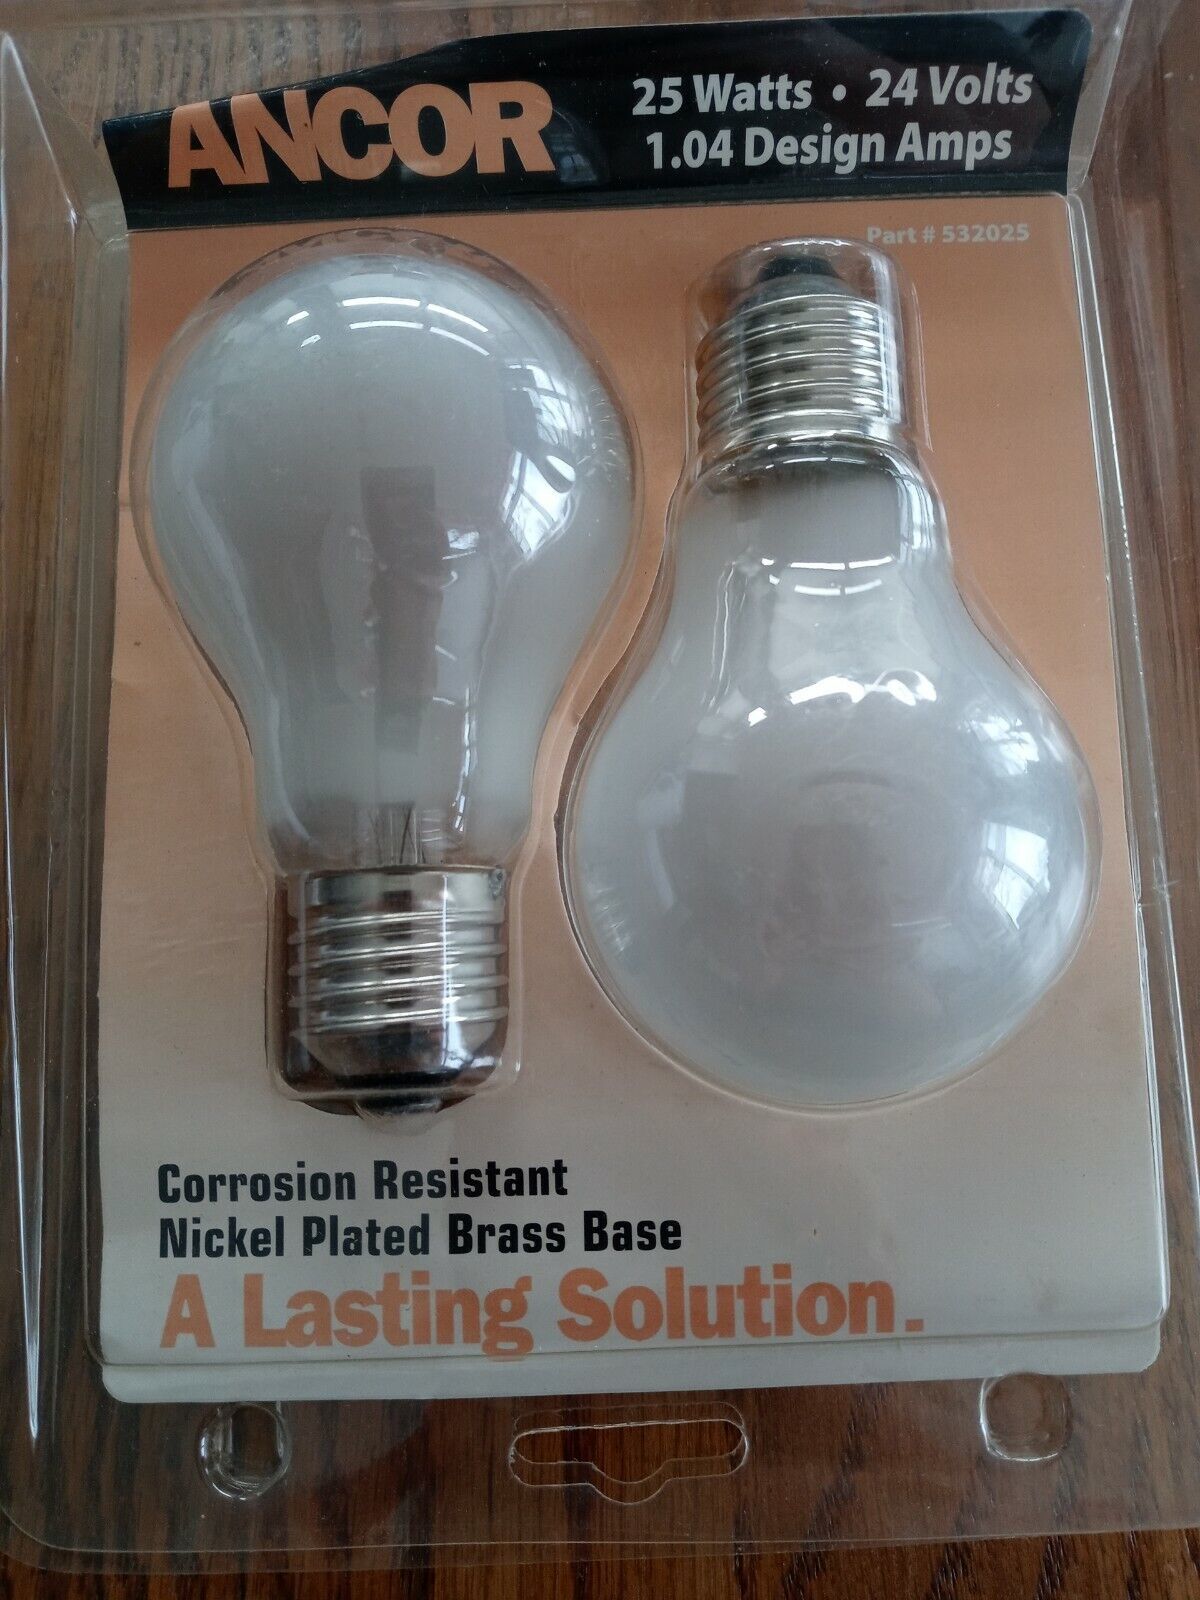 ANCOR
25 Watts • 24 Volts
1.04 Design Amps
Part # 532025
Corrosion Resistant
Nickel Plated Brass Base
A Lasting Solution.